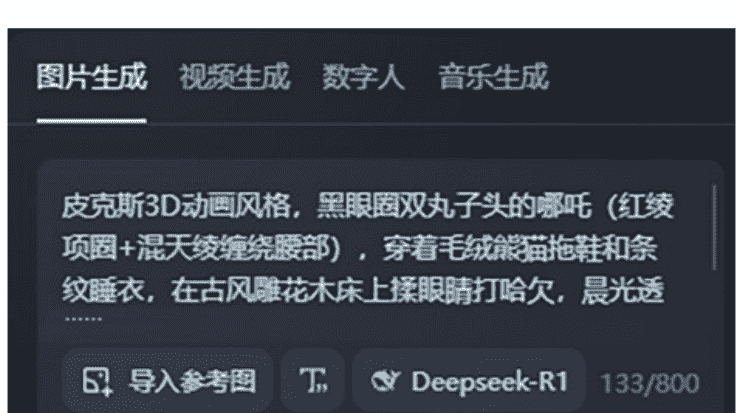 图片生成 视频生成 数字人 音乐生成
皮克斯3D动画风格，黑眼圈双丸子头的哪吒（红绫
项圈+混天绫缠绕腰部），穿着毛绒熊猫拖鞋和条
纹睡衣，在古风雕花木床上揉眼睛打哈欠，晨光透
……
导入参考图 T Deepseek-R1 133/800